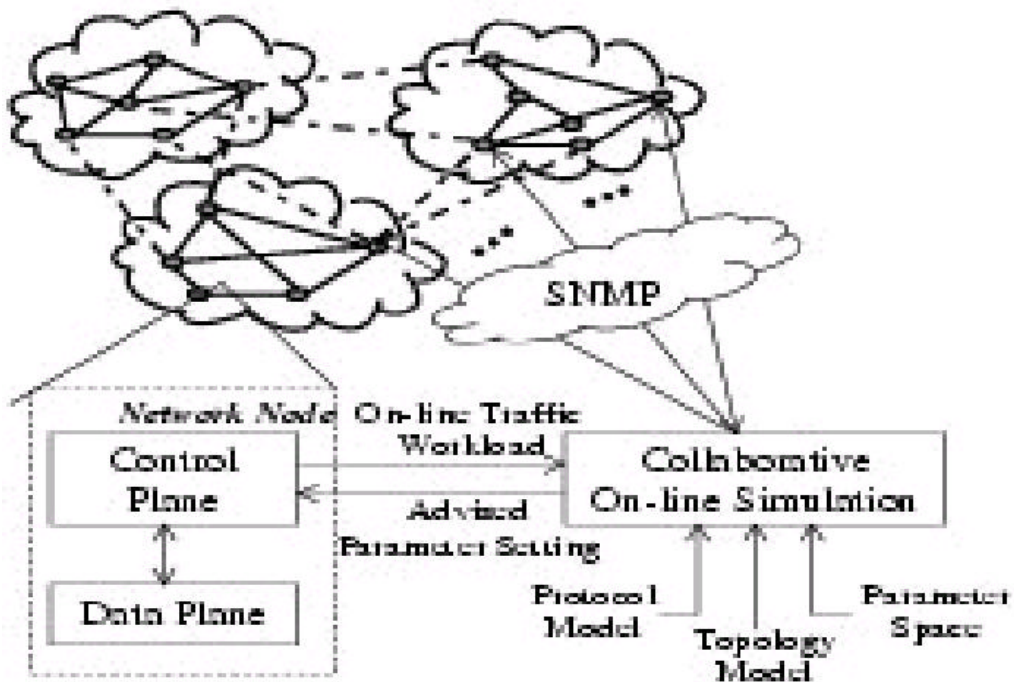 SNMP
Network Node
On-line Traffic
Workload
Control
Plane
Collaborative
On-line Simulation
Advised
Parameter Setting
Data Plane
Protocol
Model
Topology
Model
Parameter
Space